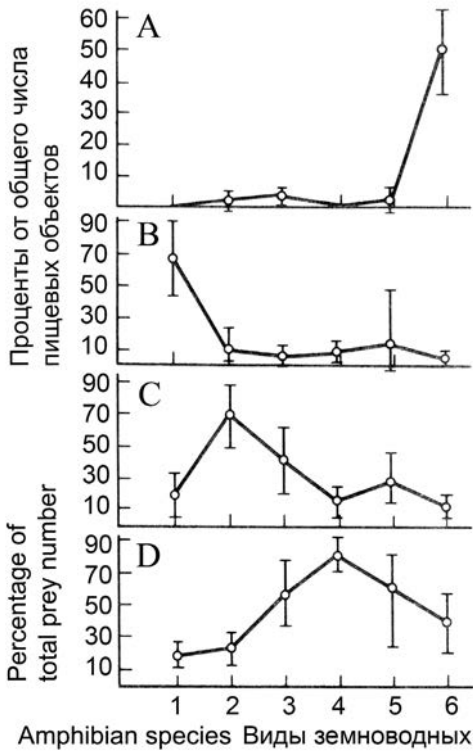 Проценты от общего числа
пищевых объектов
Percentage of
total prey number
A
60
50
40
30
20
10
B
90
70
50
30
10
C
90
70
50
30
10
D
90
70
50
30
10
1 2 3 4 5 6
Amphibian species Виды земноводных